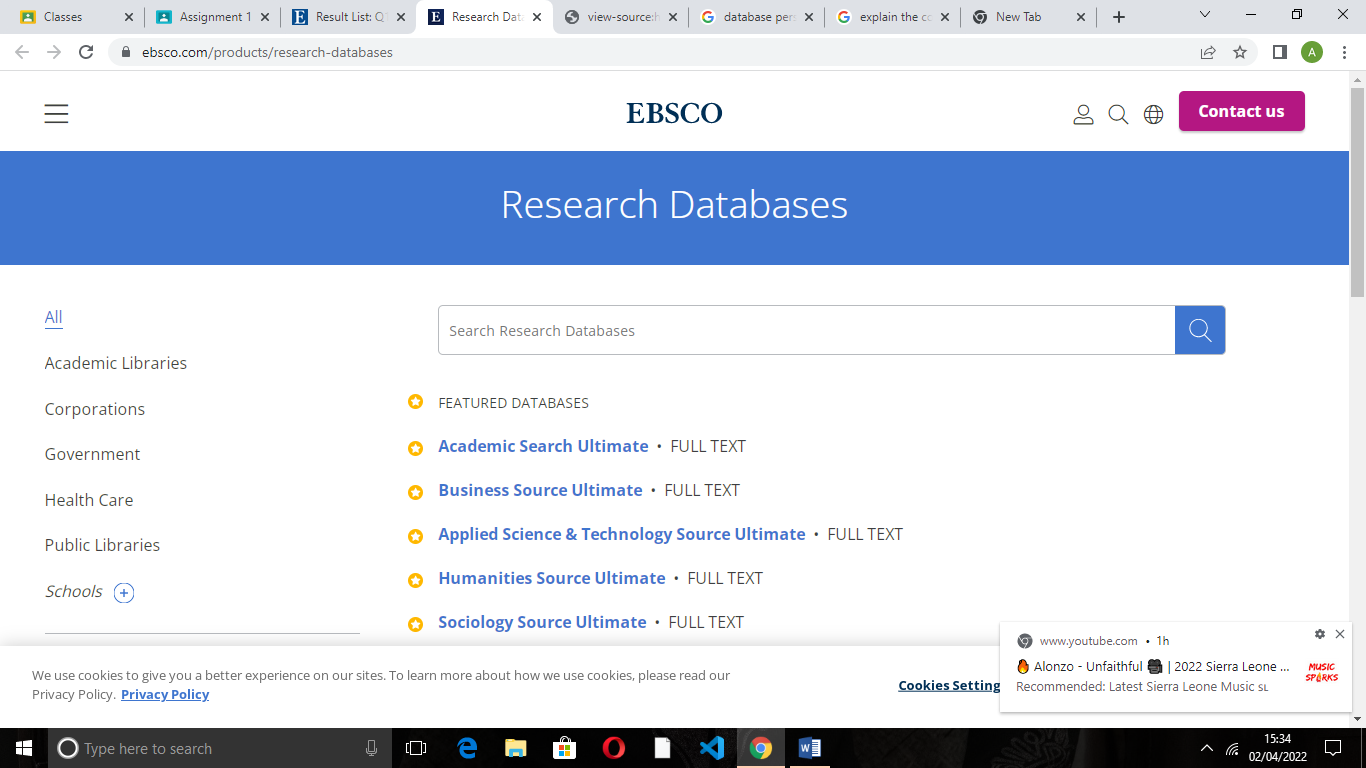 Classes
Assignment 1
Result List: Q1
Research Data
view-source:h
database pers
explain the co
New Tab
ebsco.com/products/research-databases
A
EBSCO
Contact us
Research Databases
All
Academic Libraries
Corporations
Government
Health Care
Public Libraries
Schools
Search Research Databases
FEATURED DATABASES
Academic Search Ultimate • FULL TEXT
Business Source Ultimate • FULL TEXT
Applied Science & Technology Source Ultimate • FULL TEXT
Humanities Source Ultimate • FULL TEXT
Sociology Source Ultimate • FULL TEXT
We use cookies to give you a better experience on our sites. To learn more about how we use cookies, please read our
Privacy Policy. Privacy Policy
Cookies Setting
www.youtube.com • 1h
🔥 Alonzo - Unfaithful 📸 | 2022 Sierra Leone ...
Recommended: Latest Sierra Leone Music SL
MUSIC
SPARKS
Type here to search
15:34
02/04/2022